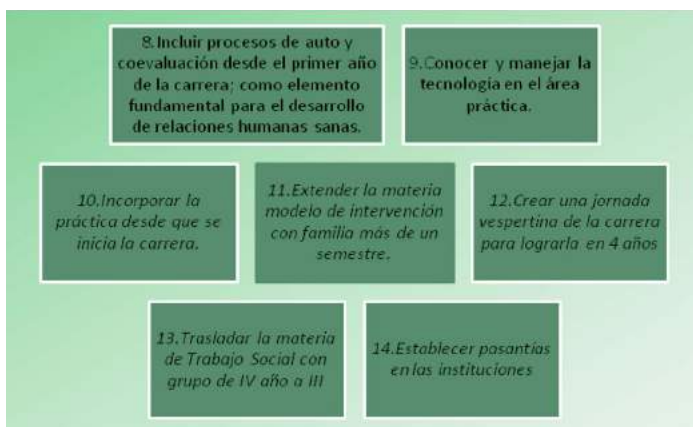 8.Incluir procesos de auto y
coevaluación desde el primer año
de la carrera; como elemento
fundamental para el desarrollo
de relaciones humanas sanas.
9.Conocer y manejar la
tecnología en el área
práctica.
10.Incorporar la
práctica desde que se
inicia la carrera.
11.Extender la materia
modelo de intervención
con familia más de un
semestre.
12.Crear una jornada
vespertina de la carrera
para lograrla en 4 años
13.Trasladar la materia
de Trabajo Social con
grupo de IV año a III
14.Establecer pasantías
en las instituciones